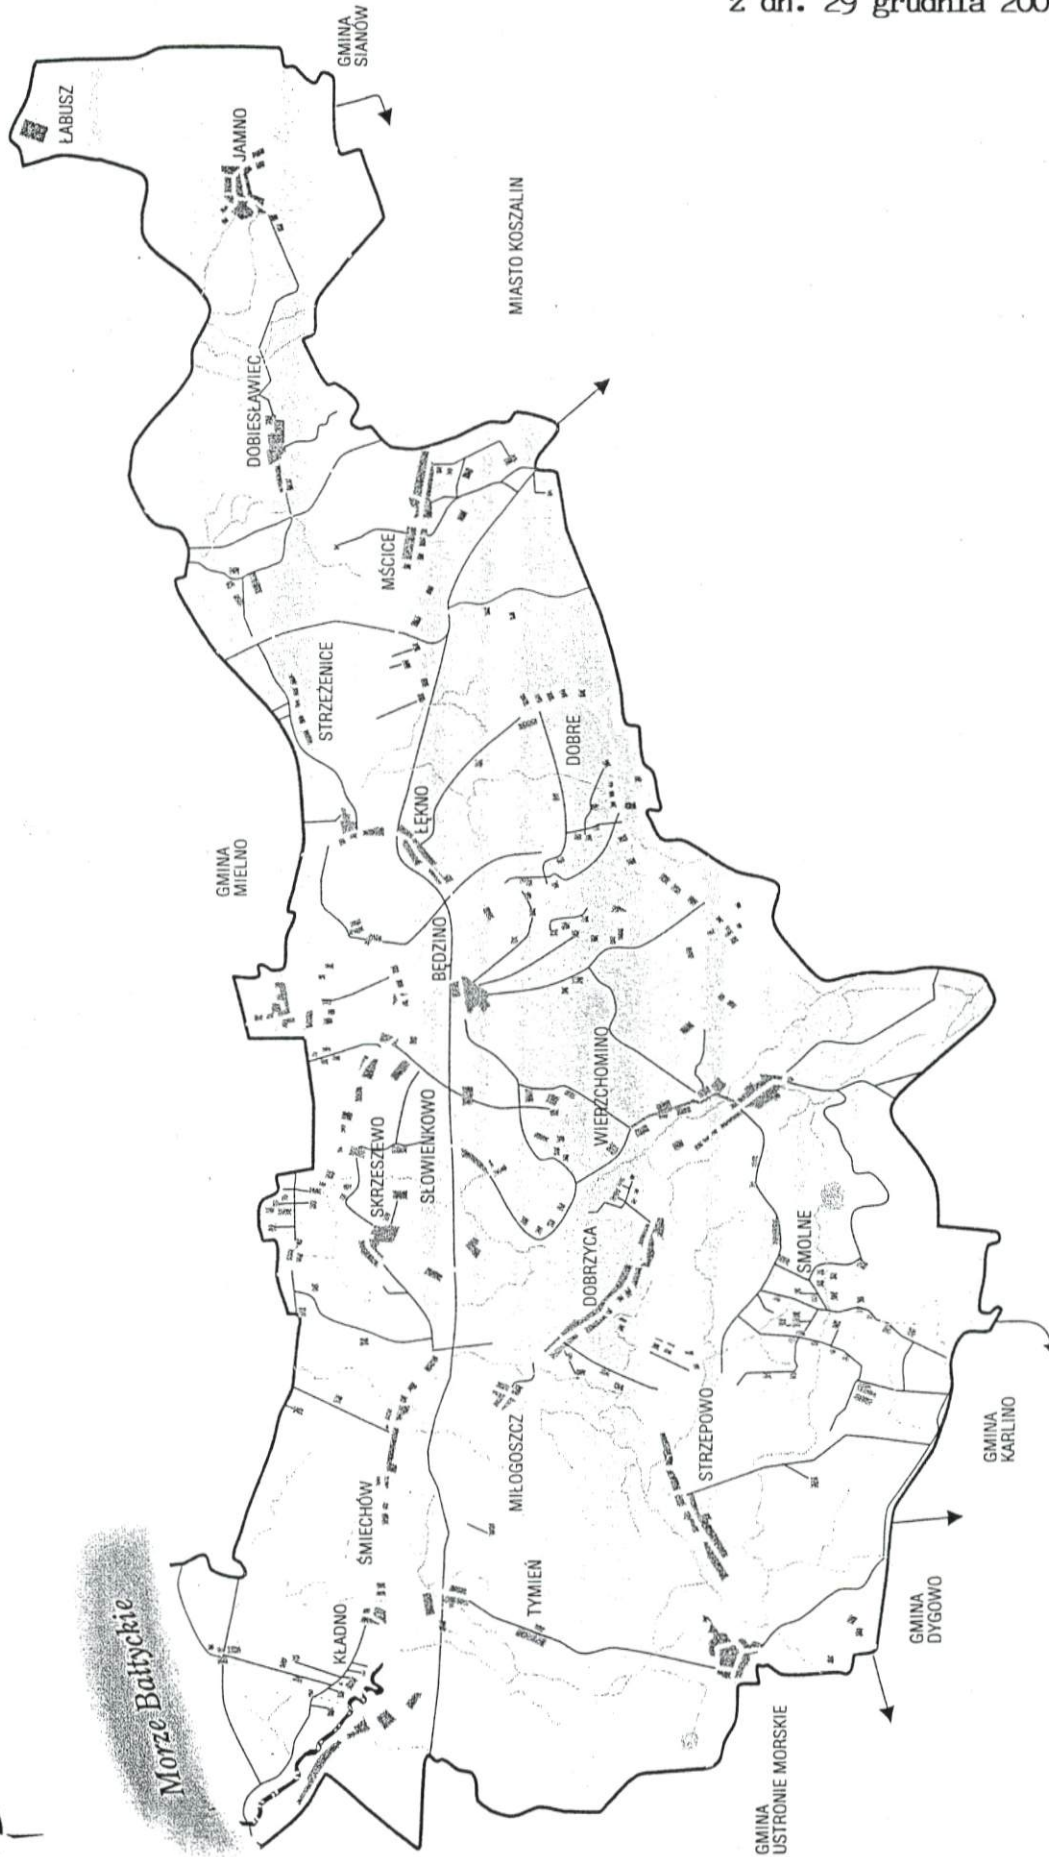 z dn. 29 grudnia 200
GMINA
SIANÓW
ŁABUSZ
JAMNO
MIASTO KOSZALIN
DOBIESŁAWIEC
MŚCICE
STRZEŻENICE
DOBRE
ŁĘKNO
GMINA
MIELNO
BĘDZINO
WIERZCHOMINO
SŁOWIENKOWO
SKRZESZEWO
DOBRZYCA
SMOLNE
STRZEPOWO
MIŁOGOSZCZ
ŚMIECHÓW
TYMIEŃ
KŁADNO
Morze Bałtyckie
GMINA
KARLINO
GMINA
DYGOWO
GMINA
USTRONIE MORSKIE